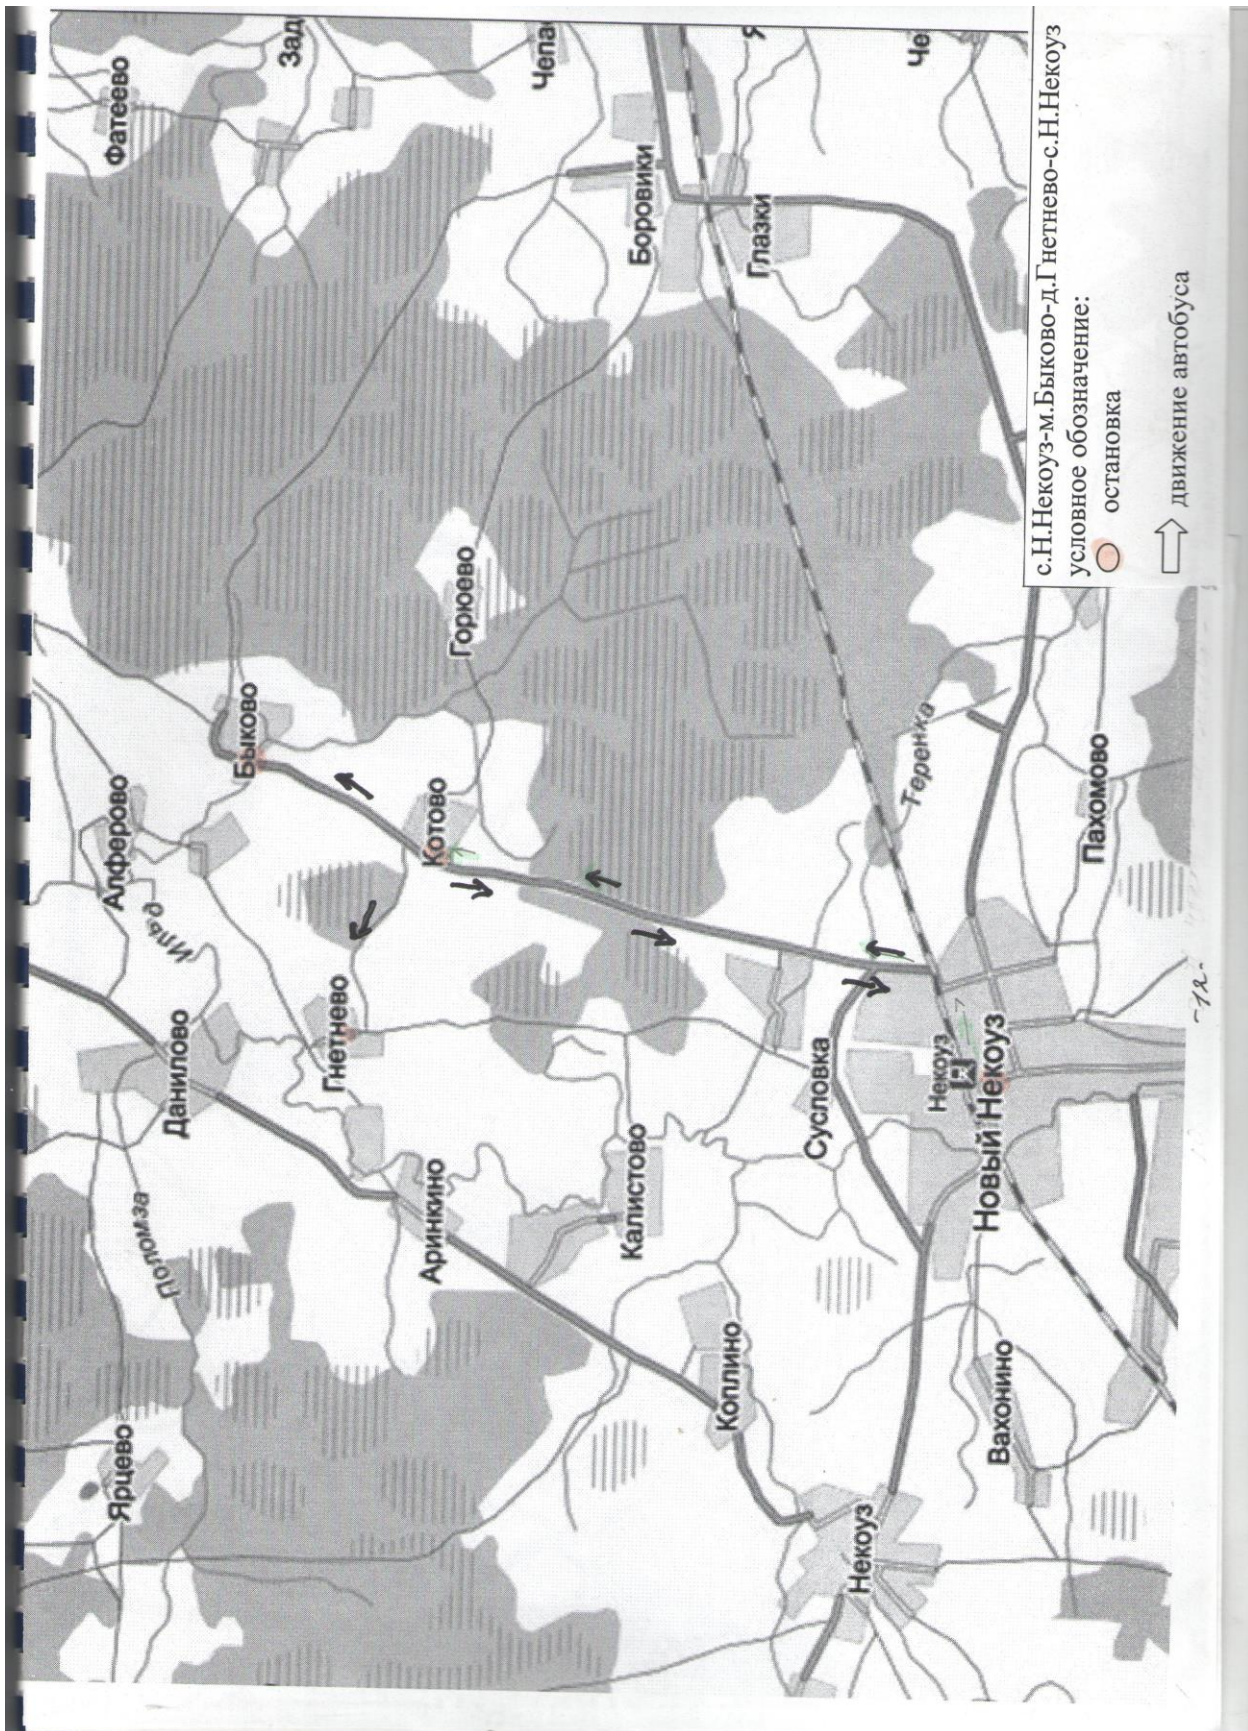 Фатеево
Зад
Чепа
Я
Че
Боровики
Глазки
Горюево
Быково
Алферово
Ильд
Котово
Теренка
Пахомово
Данилово
Гнетнево
Сусловка
Некоуз
Новый Некоуз
Поломза
Аринкино
Калистово
Коплино
Вахонино
Ярцево
Некоуз
с.Н.Некоуз-м.Быково-д.Гнетнево-с.Н.Некоуз
условное обозначение:
остановка
движение автобуса